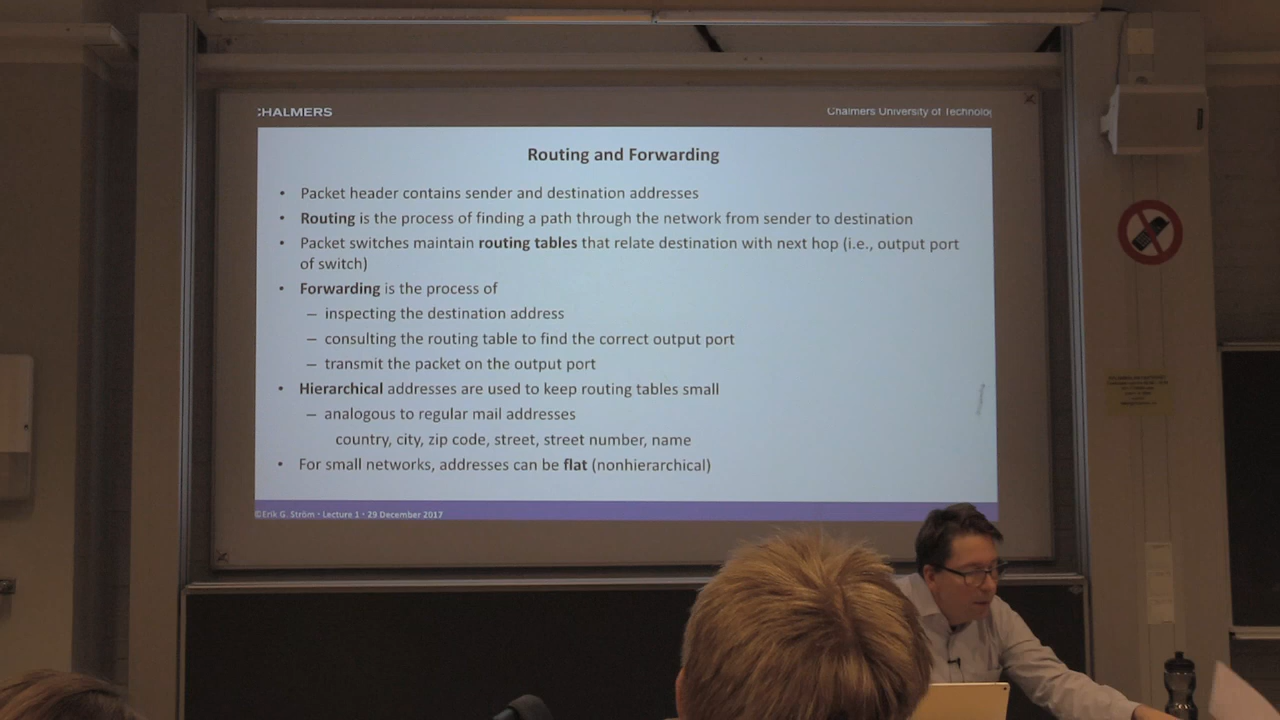 CHALMERS
Chalmers University of Technolog
Routing and Forwarding
• Packet header contains sender and destination addresses
• Routing is the process of finding a path through the network from sender to destination
• Packet switches maintain routing tables that relate destination with next hop (i.e., output port
of switch)
• Forwarding is the process of
– inspecting the destination address
– consulting the routing table to find the correct output port
– transmit the packet on the output port
• Hierarchical addresses are used to keep routing tables small
– analogous to regular mail addresses
country, city, zip code, street, street number, name
• For small networks, addresses can be flat (nonhierarchical)
©Erik G. Ström • Lecture 1 • 29 December 2017